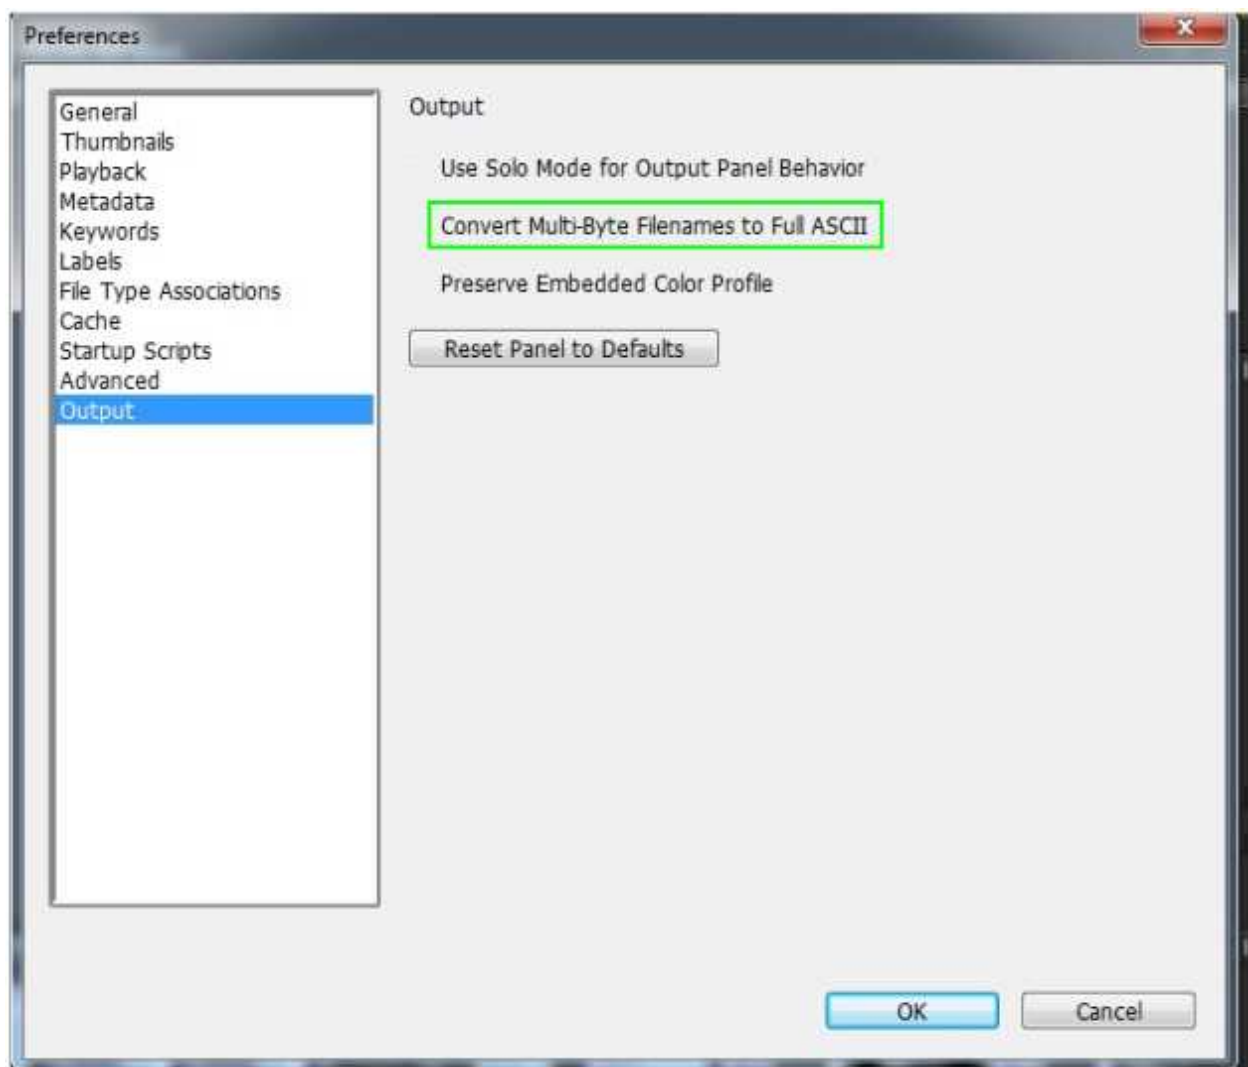 Preferences
General
Thumbnails
Playback
Metadata
Keywords
Labels
File Type Associations
Cache
Startup Scripts
Advanced
Output
Output
Use Solo Mode for Output Panel Behavior
Convert Multi-Byte Filenames to Full ASCII
Preserve Embedded Color Profile
Reset Panel to Defaults
OK
Cancel